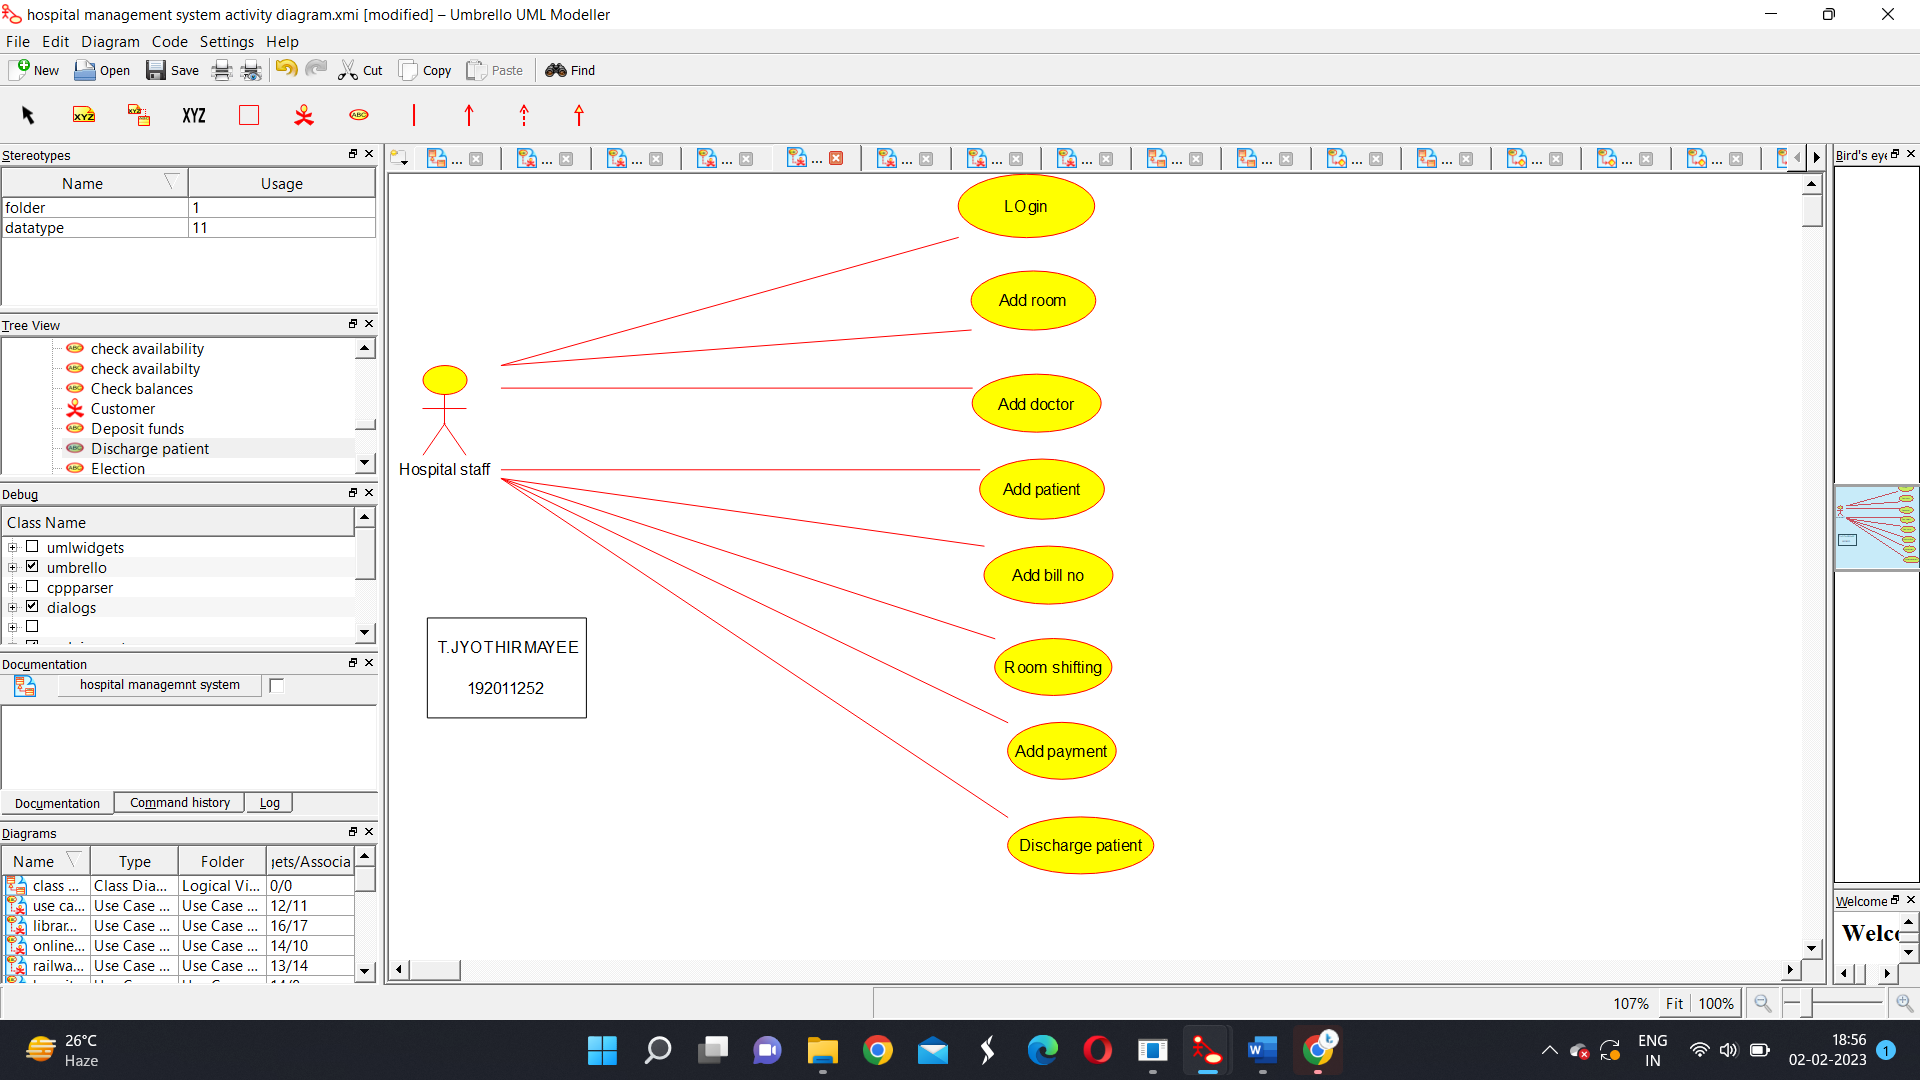 hospital management system activity diagram.xmi [modified] – Umbrello UML Modeller
File Edit Diagram Code Settings Help
New Open Save Cut Copy Paste Find
XYZ XYZ XYZ ABC
Stereotypes
Name Usage
folder 1
datatype 11
Tree View
check availability
check availabilty
Check balances
Customer
Deposit funds
Discharge patient
Election
Debug
Class Name
umlwidgets
umbrello
cppparser
dialogs
Documentation
hospital managemnt system
Documentation Command history Log
Diagrams
Name Type Folder gets/Associa
class ... Class Dia... Logical Vi... 0/0
use ca... Use Case ... Use Case ... 12/11
librar... Use Case ... Use Case ... 16/17
online... Use Case ... Use Case ... 14/10
railwa... Use Case ... Use Case ... 13/14
... ... ... ... ... ... ... ... ... ... ... ... ... ... ...
LOgin
Add room
Add doctor
Hospital staff
Add patient
Add bill no
Room shifting
Add payment
Discharge patient
T.JYOTHIRMAYEE
192011252
Bird's eye
Welcome
Welco
107% Fit 100%
26°C
Haze
ENG
IN
18:56
02-02-2023
1